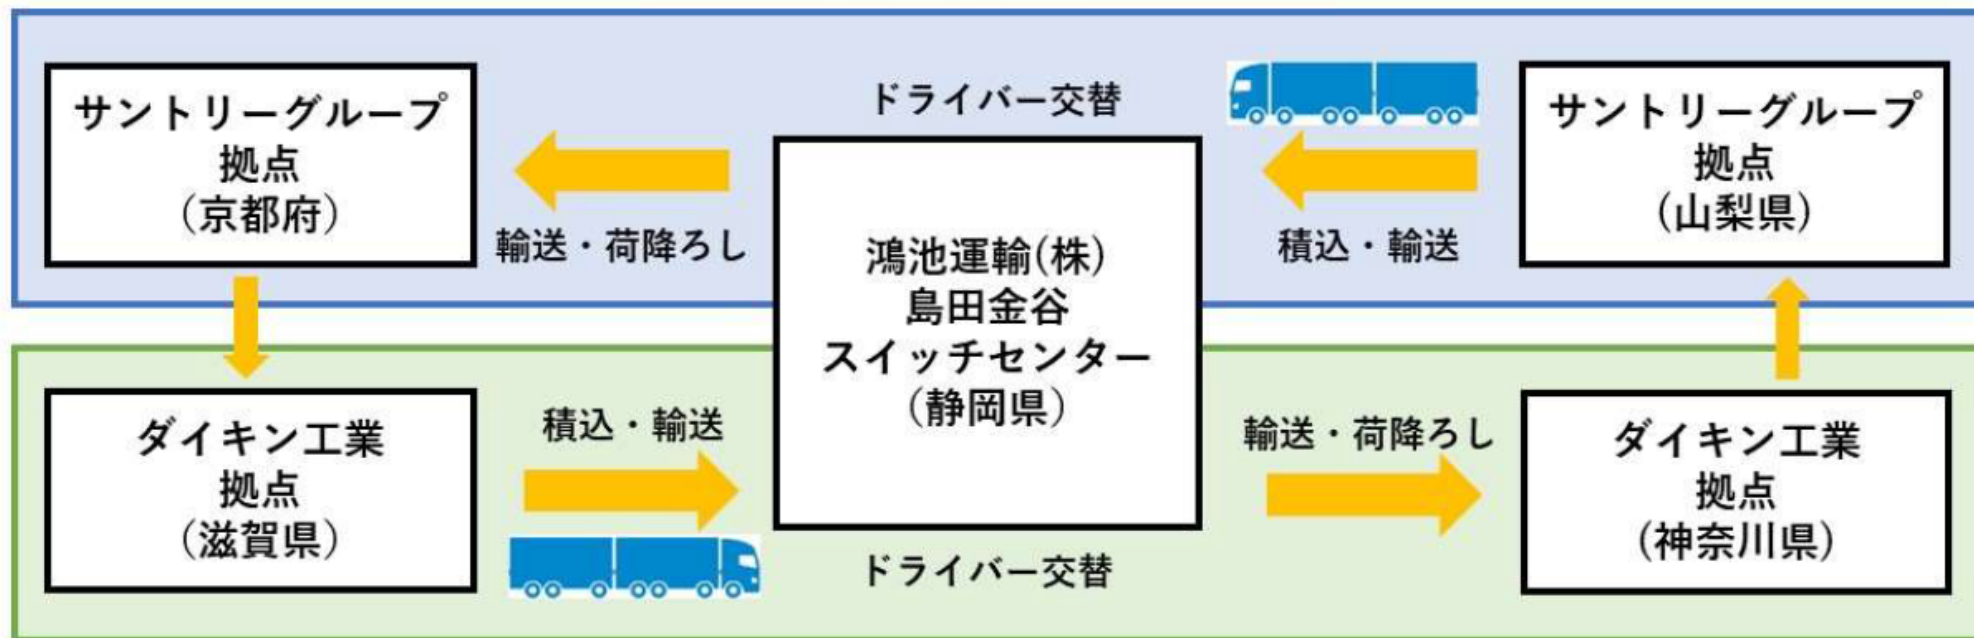 サントリーグループ
拠点
(京都府)
輸送・荷降ろし
ドライバー交替
鴻池運輸(株)
島田金谷
スイッチセンター
(静岡県)
ドライバー交替
積込・輸送
サントリーグループ
拠点
(山梨県)
ダイキン工業
拠点
(滋賀県)
積込・輸送
輸送・荷降ろし
ダイキン工業
拠点
(神奈川県)